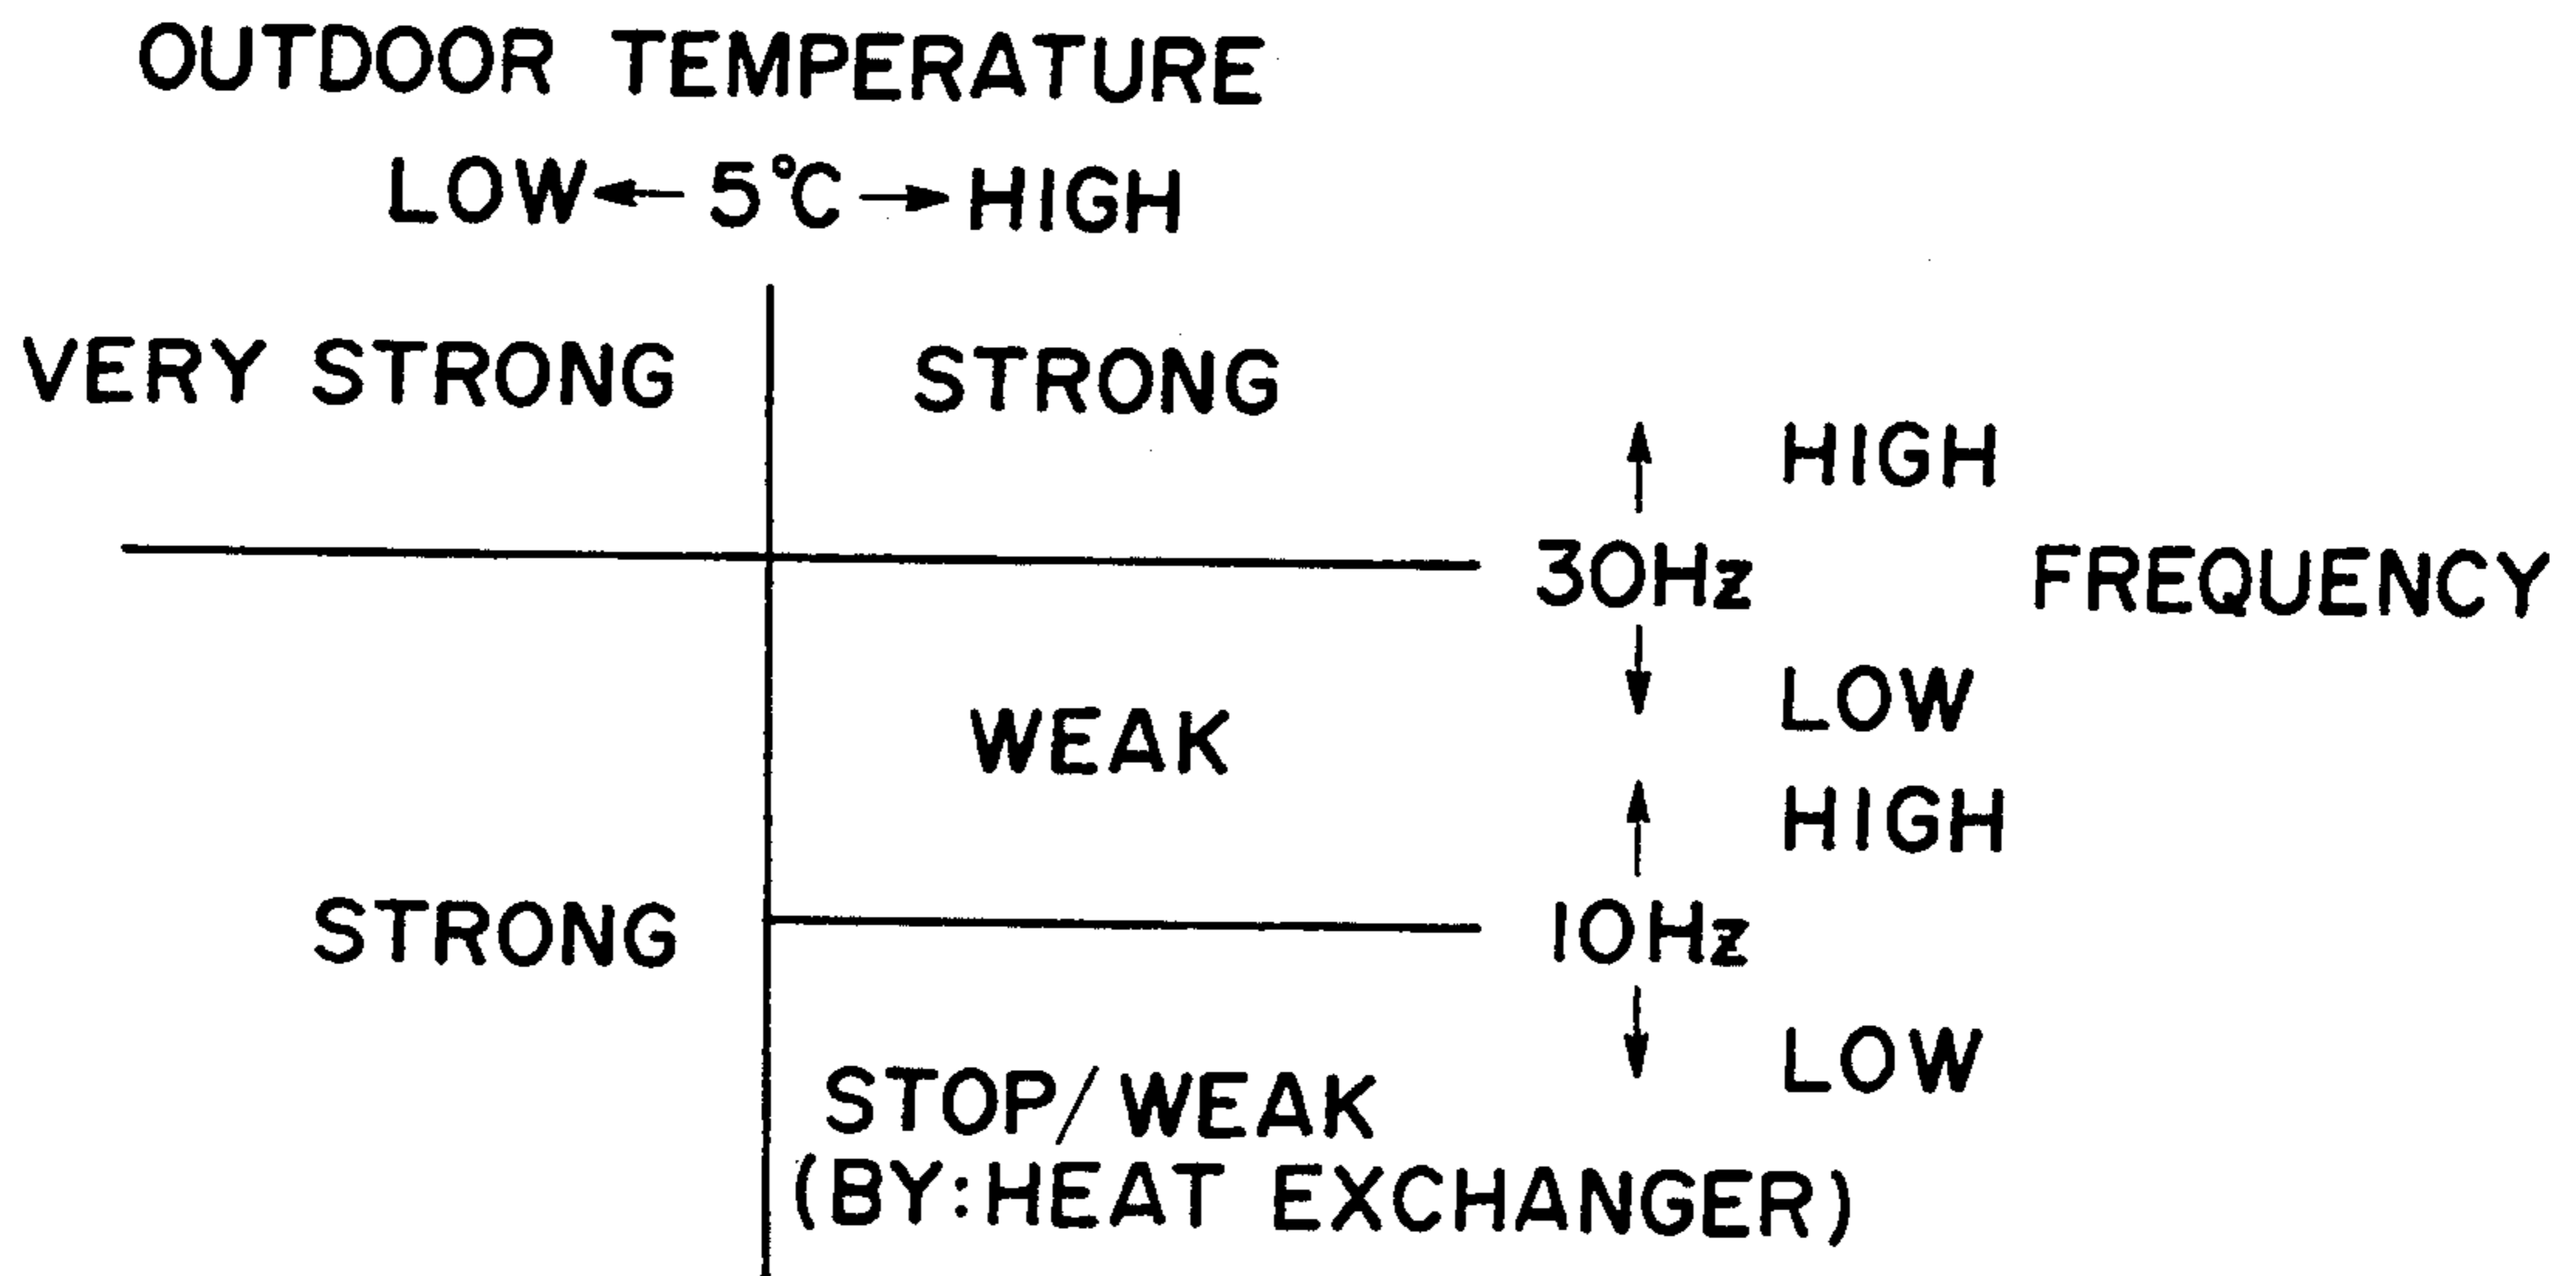 OUTDOOR TEMPERATURE
LOW ← 5°C → HIGH
VERY STRONG
STRONG
HIGH
30Hz
FREQUENCY
LOW
WEAK
HIGH
STRONG
10Hz
LOW
STOP/WEAK
(BY:HEAT EXCHANGER)